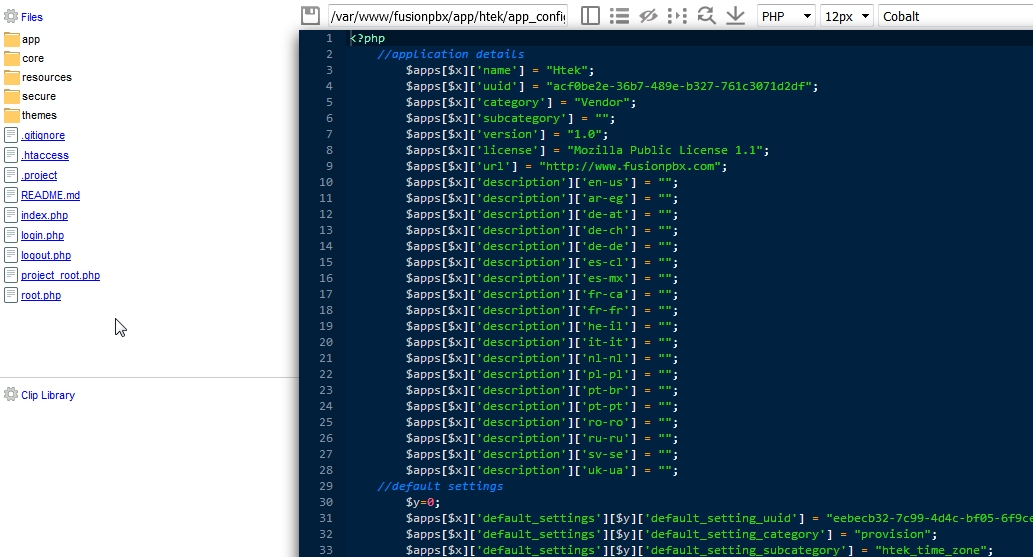 Files
app
core
resources
secure
themes
.gitignore
.htaccess
.project
README.md
index.php
login.php
logout.php
project_root.php
root.php
Clip Library
/var/www/fusionpbx/app/htek/app_config
PHP
12px
Cobalt
1 <?php
2 //application details
3 $apps[$x]['name'] = "Htek";
4 $apps[$x]['uuid'] = "acf0be2e-36b7-489e-b327-761c3071d2df";
5 $apps[$x]['category'] = "Vendor";
6 $apps[$x]['subcategory'] = "";
7 $apps[$x]['version'] = "1.0";
8 $apps[$x]['license'] = "Mozilla Public License 1.1";
9 $apps[$x]['url'] = "http://www.fusionpbx.com";
10 $apps[$x]['description']['en-us'] = "";
11 $apps[$x]['description']['ar-eg'] = "";
12 $apps[$x]['description']['de-at'] = "";
13 $apps[$x]['description']['de-ch'] = "";
14 $apps[$x]['description']['de-de'] = "";
15 $apps[$x]['description']['es-cl'] = "";
16 $apps[$x]['description']['es-mx'] = "";
17 $apps[$x]['description']['fr-ca'] = "";
18 $apps[$x]['description']['fr-fr'] = "";
19 $apps[$x]['description']['he-il'] = "";
20 $apps[$x]['description']['it-it'] = "";
21 $apps[$x]['description']['nl-nl'] = "";
22 $apps[$x]['description']['pl-pl'] = "";
23 $apps[$x]['description']['pt-br'] = "";
24 $apps[$x]['description']['pt-pt'] = "";
25 $apps[$x]['description']['ro-ro'] = "";
26 $apps[$x]['description']['ru-ru'] = "";
27 $apps[$x]['description']['sv-se'] = "";
28 $apps[$x]['description']['uk-ua'] = "";
29 //default settings
30 $y=0;
31 $apps[$x]['default_settings'][$y]['default_setting_uuid'] = "eebecb32-7c99-4d4c-bf05-6f9ce
32 $apps[$x]['default_settings'][$y]['default_setting_category'] = "provision";
33 $apps[$x]['default_settings'][$y]['default_setting_subcategory'] = "htek_time_zone";